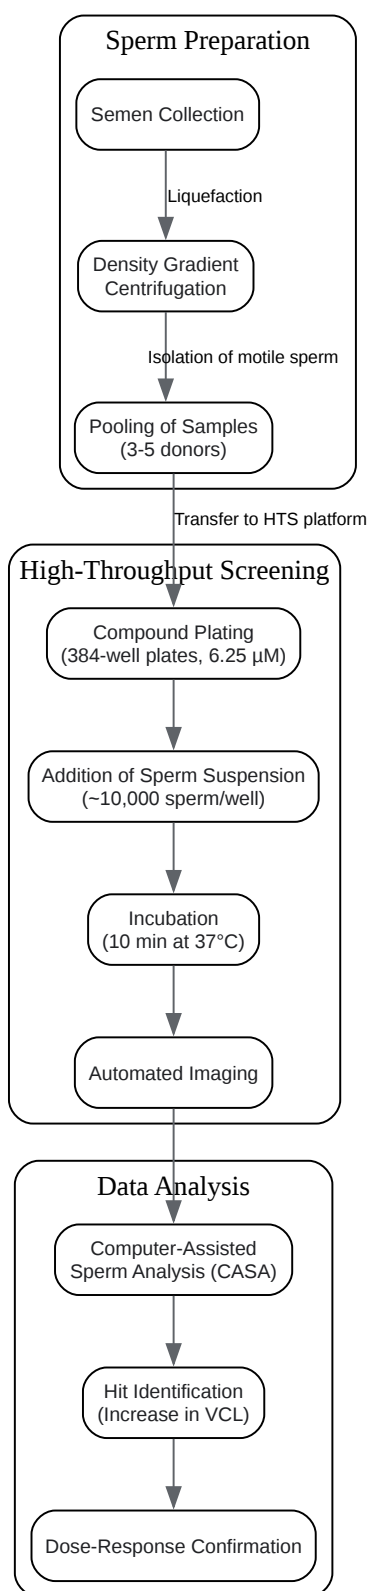 Sperm Preparation
Semen Collection
Liquefaction
Density Gradient
Centrifugation
Isolation of motile sperm
Pooling of Samples
(3-5 donors)
Transfer to HTS platform
High-Throughput Screening
Compound Plating
(384-well plates, 6.25 µM)
Addition of Sperm Suspension
(~10,000 sperm/well)
Incubation
(10 min at 37°C)
Automated Imaging
Data Analysis
Computer-Assisted
Sperm Analysis (CASA)
Hit Identification
(Increase in VCL)
Dose-Response Confirmation